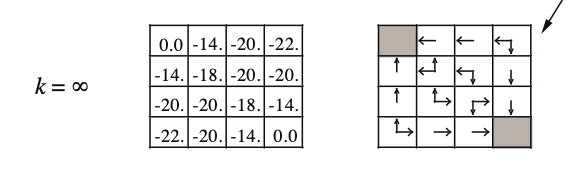 0.0 -14. -20. -22.
-14. -18. -20. -20.
k = ∞
-20. -20. -18. -14.
-22. -20. -14. 0.0